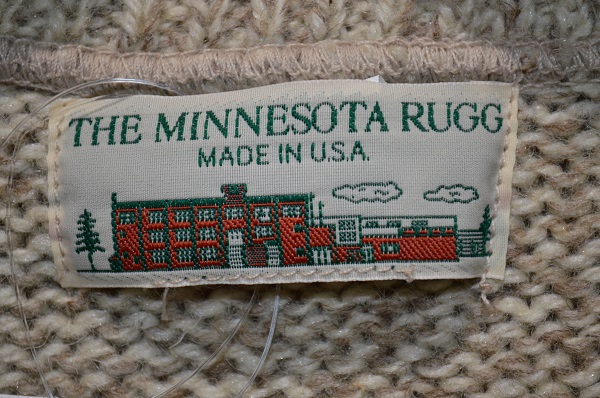 THE MINNESOTA RUGG
MADE IN U.S.A.